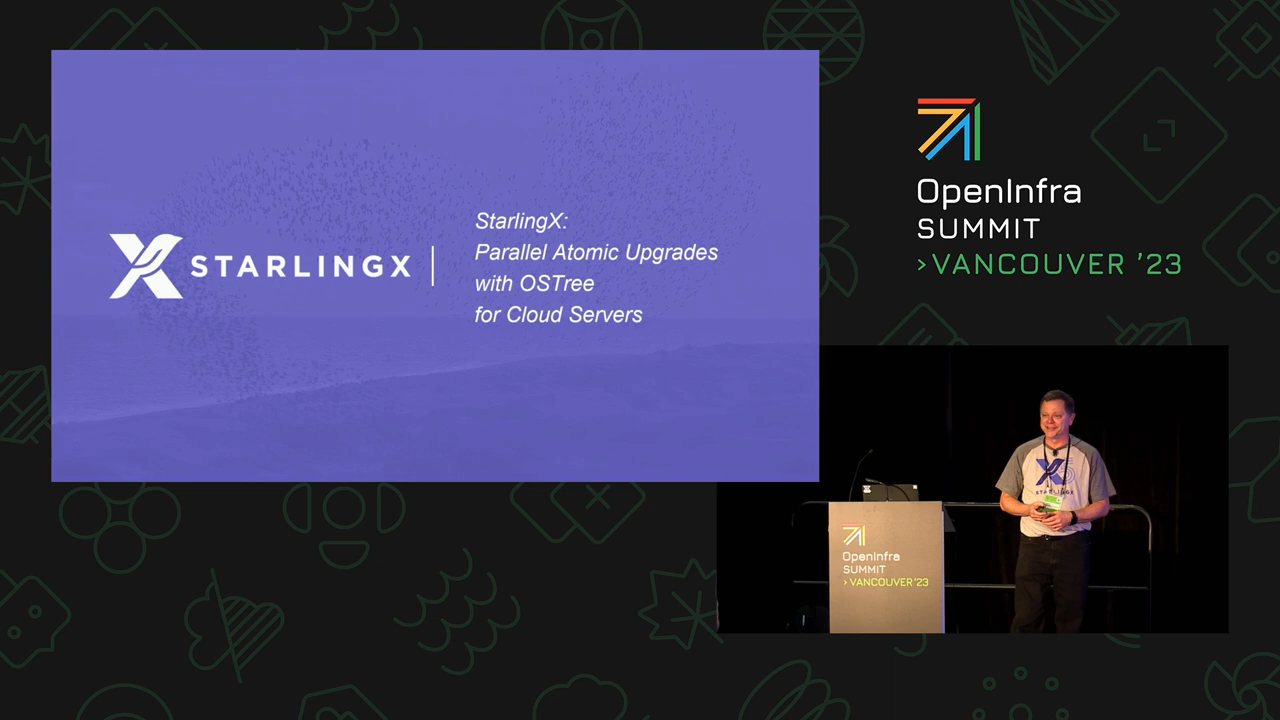 STARLINGX
StarlingX:
Parallel Atomic Upgrades
with OSTree
for Cloud Servers
OpenInfra
SUMMIT
>VANCOUVER '23
STARLINGX
OpenInfra
SUMMIT
> VANCOUVER '23